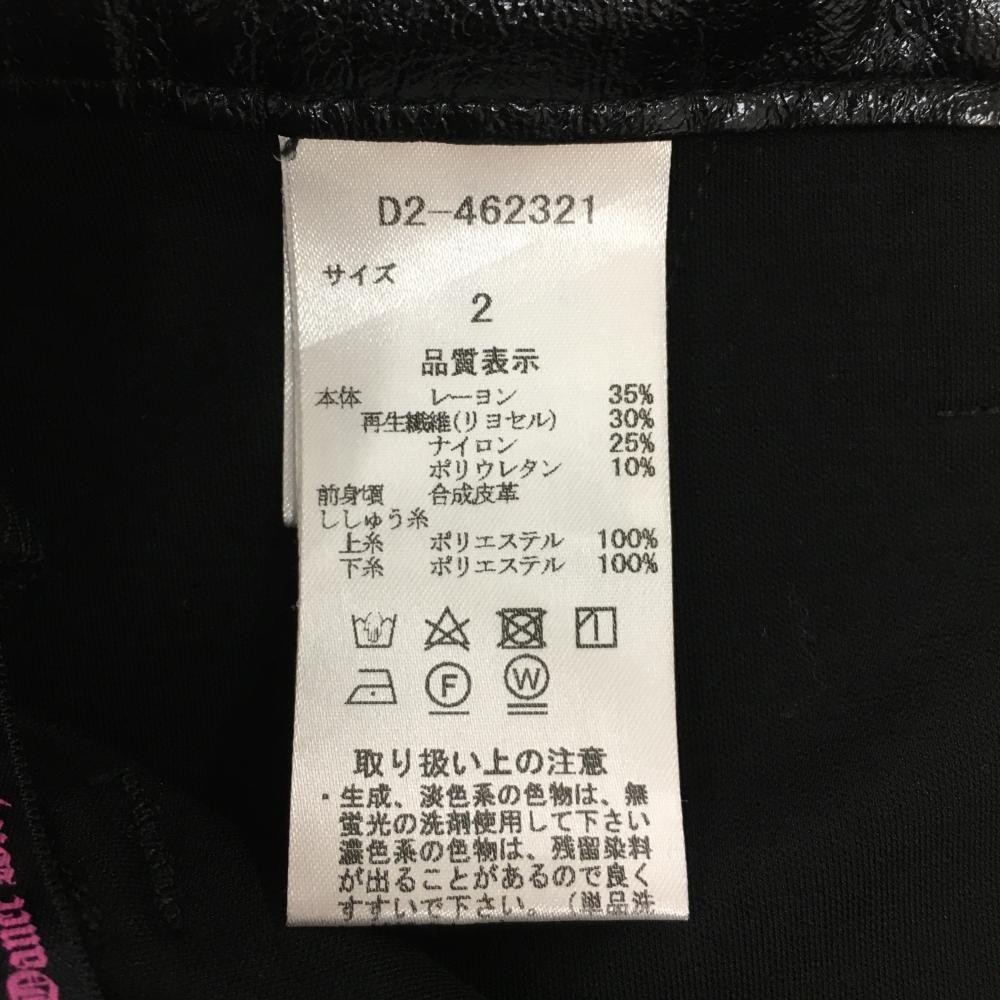 D2-462321
サイズ
2
品質表示
本体 レーヨン 35%
再生繊維(リヨセル) 30%
ナイロン 25%
ポリウレタン 10%
前身頃 合成皮革
ししゅう糸
上糸 ポリエステル 100%
下糸 ポリエステル 100%
F W
取り扱い上の注意
・生成、淡色系の色物は、無
蛍光の洗剤使用して下さい
濃色系の色物は、残留染料
が出ることがあるので良く
すすいで下さい。(単品洗